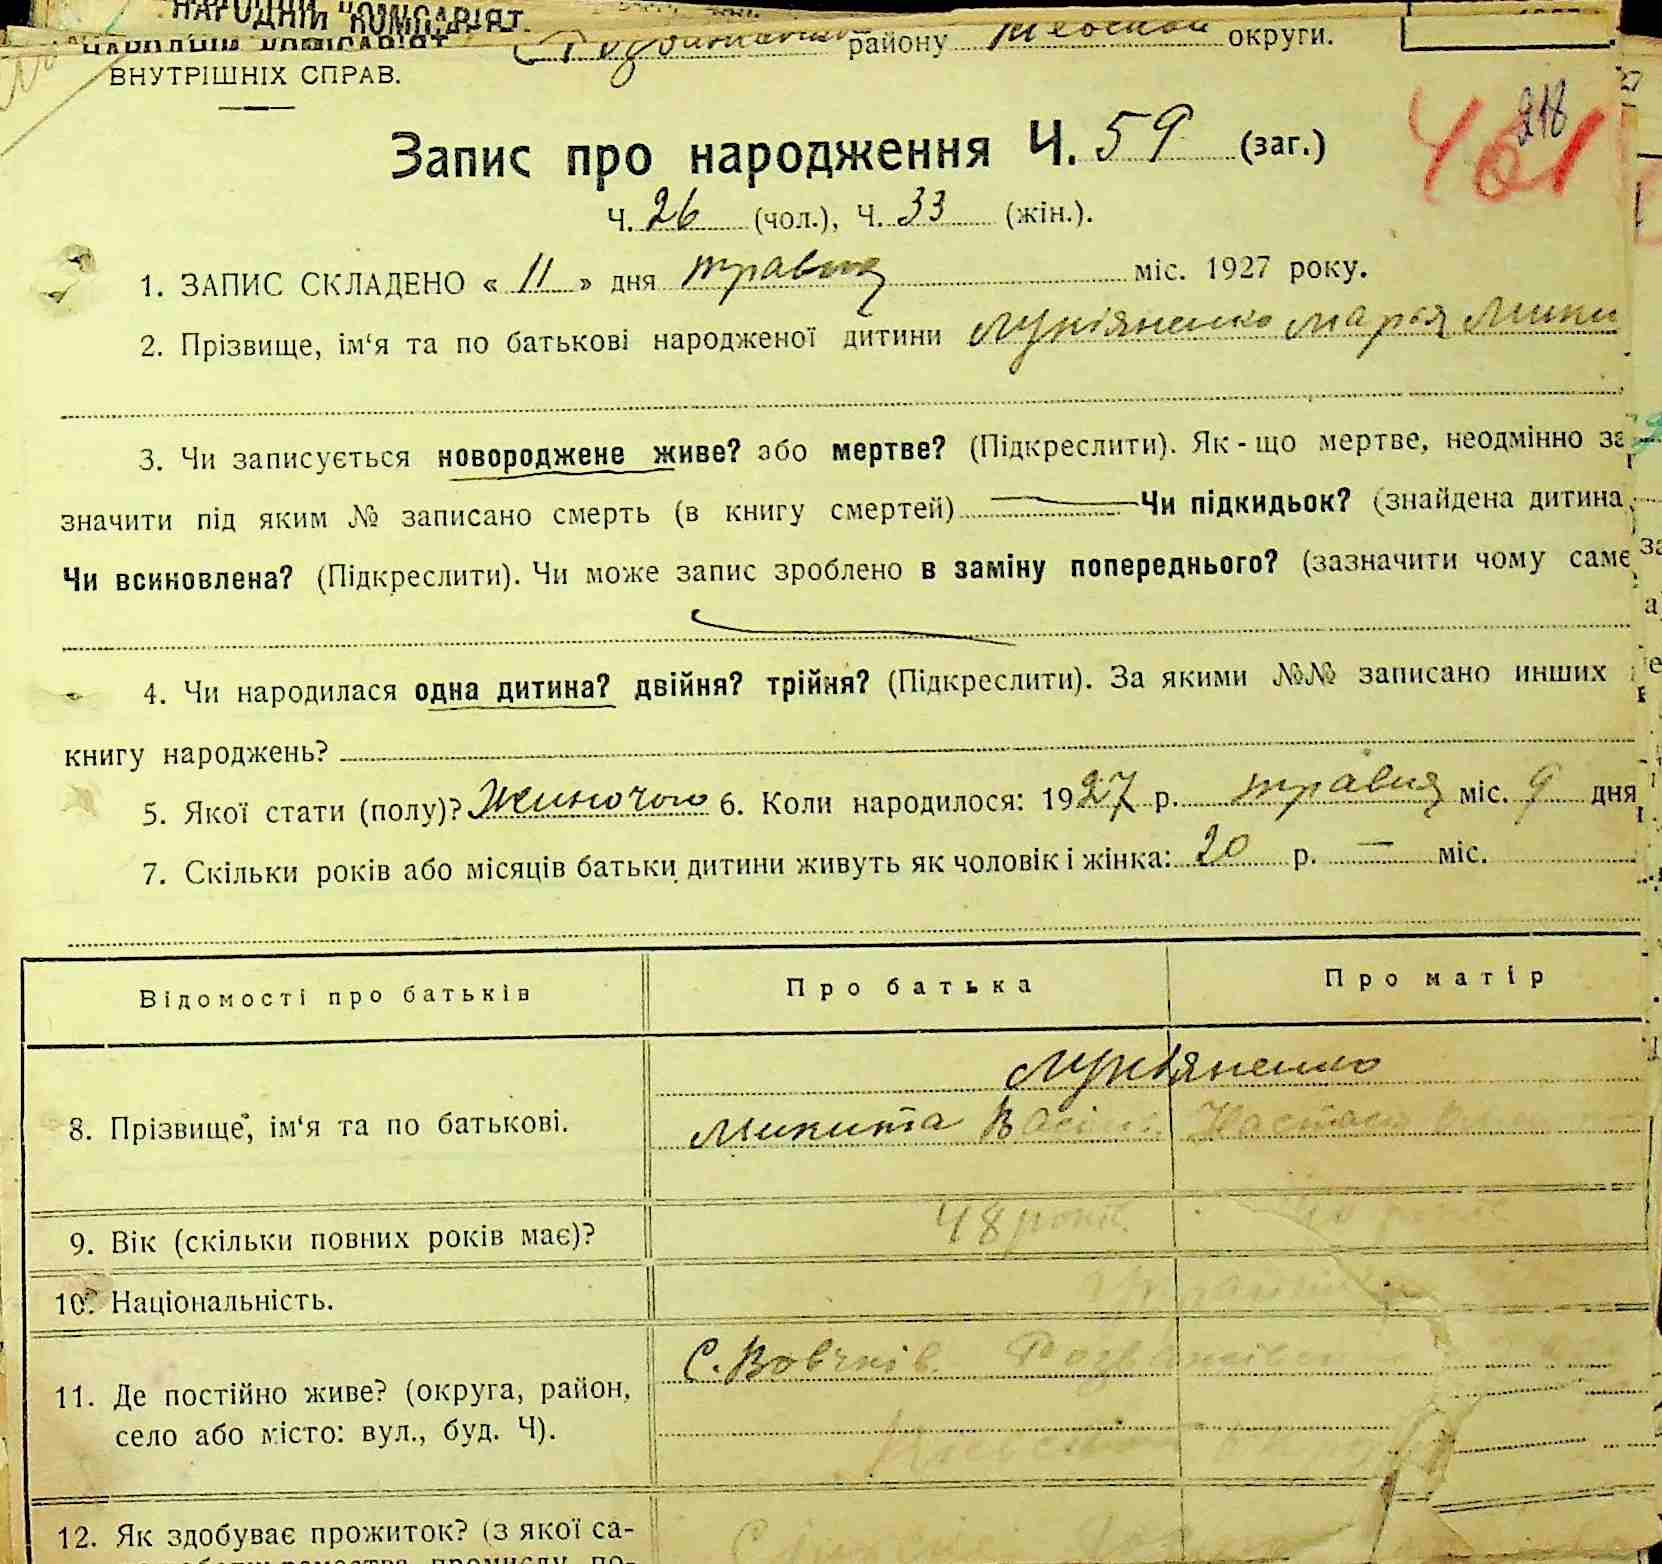 НАРОДНИЙ КОМІСАРІЯТ
НАРОДНИЙ КОМІСАРІЯТ
району округи.
ВНУТРІШНІХ СПРАВ.
218
461
Запис про народження Ч. 59 (заг.)
Ч. 26 (чол.), Ч. 33 (жін.).
1. ЗАПИС СКЛАДЕНО « 11 » дня травня міс. 1927 року.
2. Прізвище, ім‘я та по батькові народженої дитини Лукіяненко Марія Мики
3. Чи записується новороджене живе? або мертве? (Підкреслити). Як - що мертве, неодмінно за
значити під яким № записано смерть (в книгу смертей) Чи підкидьок? (знайдена дитина
Чи всиновлена? (Підкреслити). Чи може запис зроблено в заміну попереднього? (зазначити чому саме
4. Чи народилася одна дитина? двійня? трійня? (Підкреслити). За якими №№ записано инших
книгу народжень?
5. Якої стати (полу)? Жиночого 6. Коли народилося: 1927 р. травня міс. 9 дня
7. Скільки років або місяців батьки дитини живуть як чоловік і жінка: 20 р. — міс.
Відомості про батьків Про батька Про матір
Лукіяненко
8. Прізвище, ім‘я та по батькові. Микита Настася
9. Вік (скільки повних років має)? 48 років
10. Національність.
С. Вовчків
11. Де постійно живе? (округа, район,
село або місто: вул., буд. Ч).
12. Як здобуває прожиток? (з якої са-